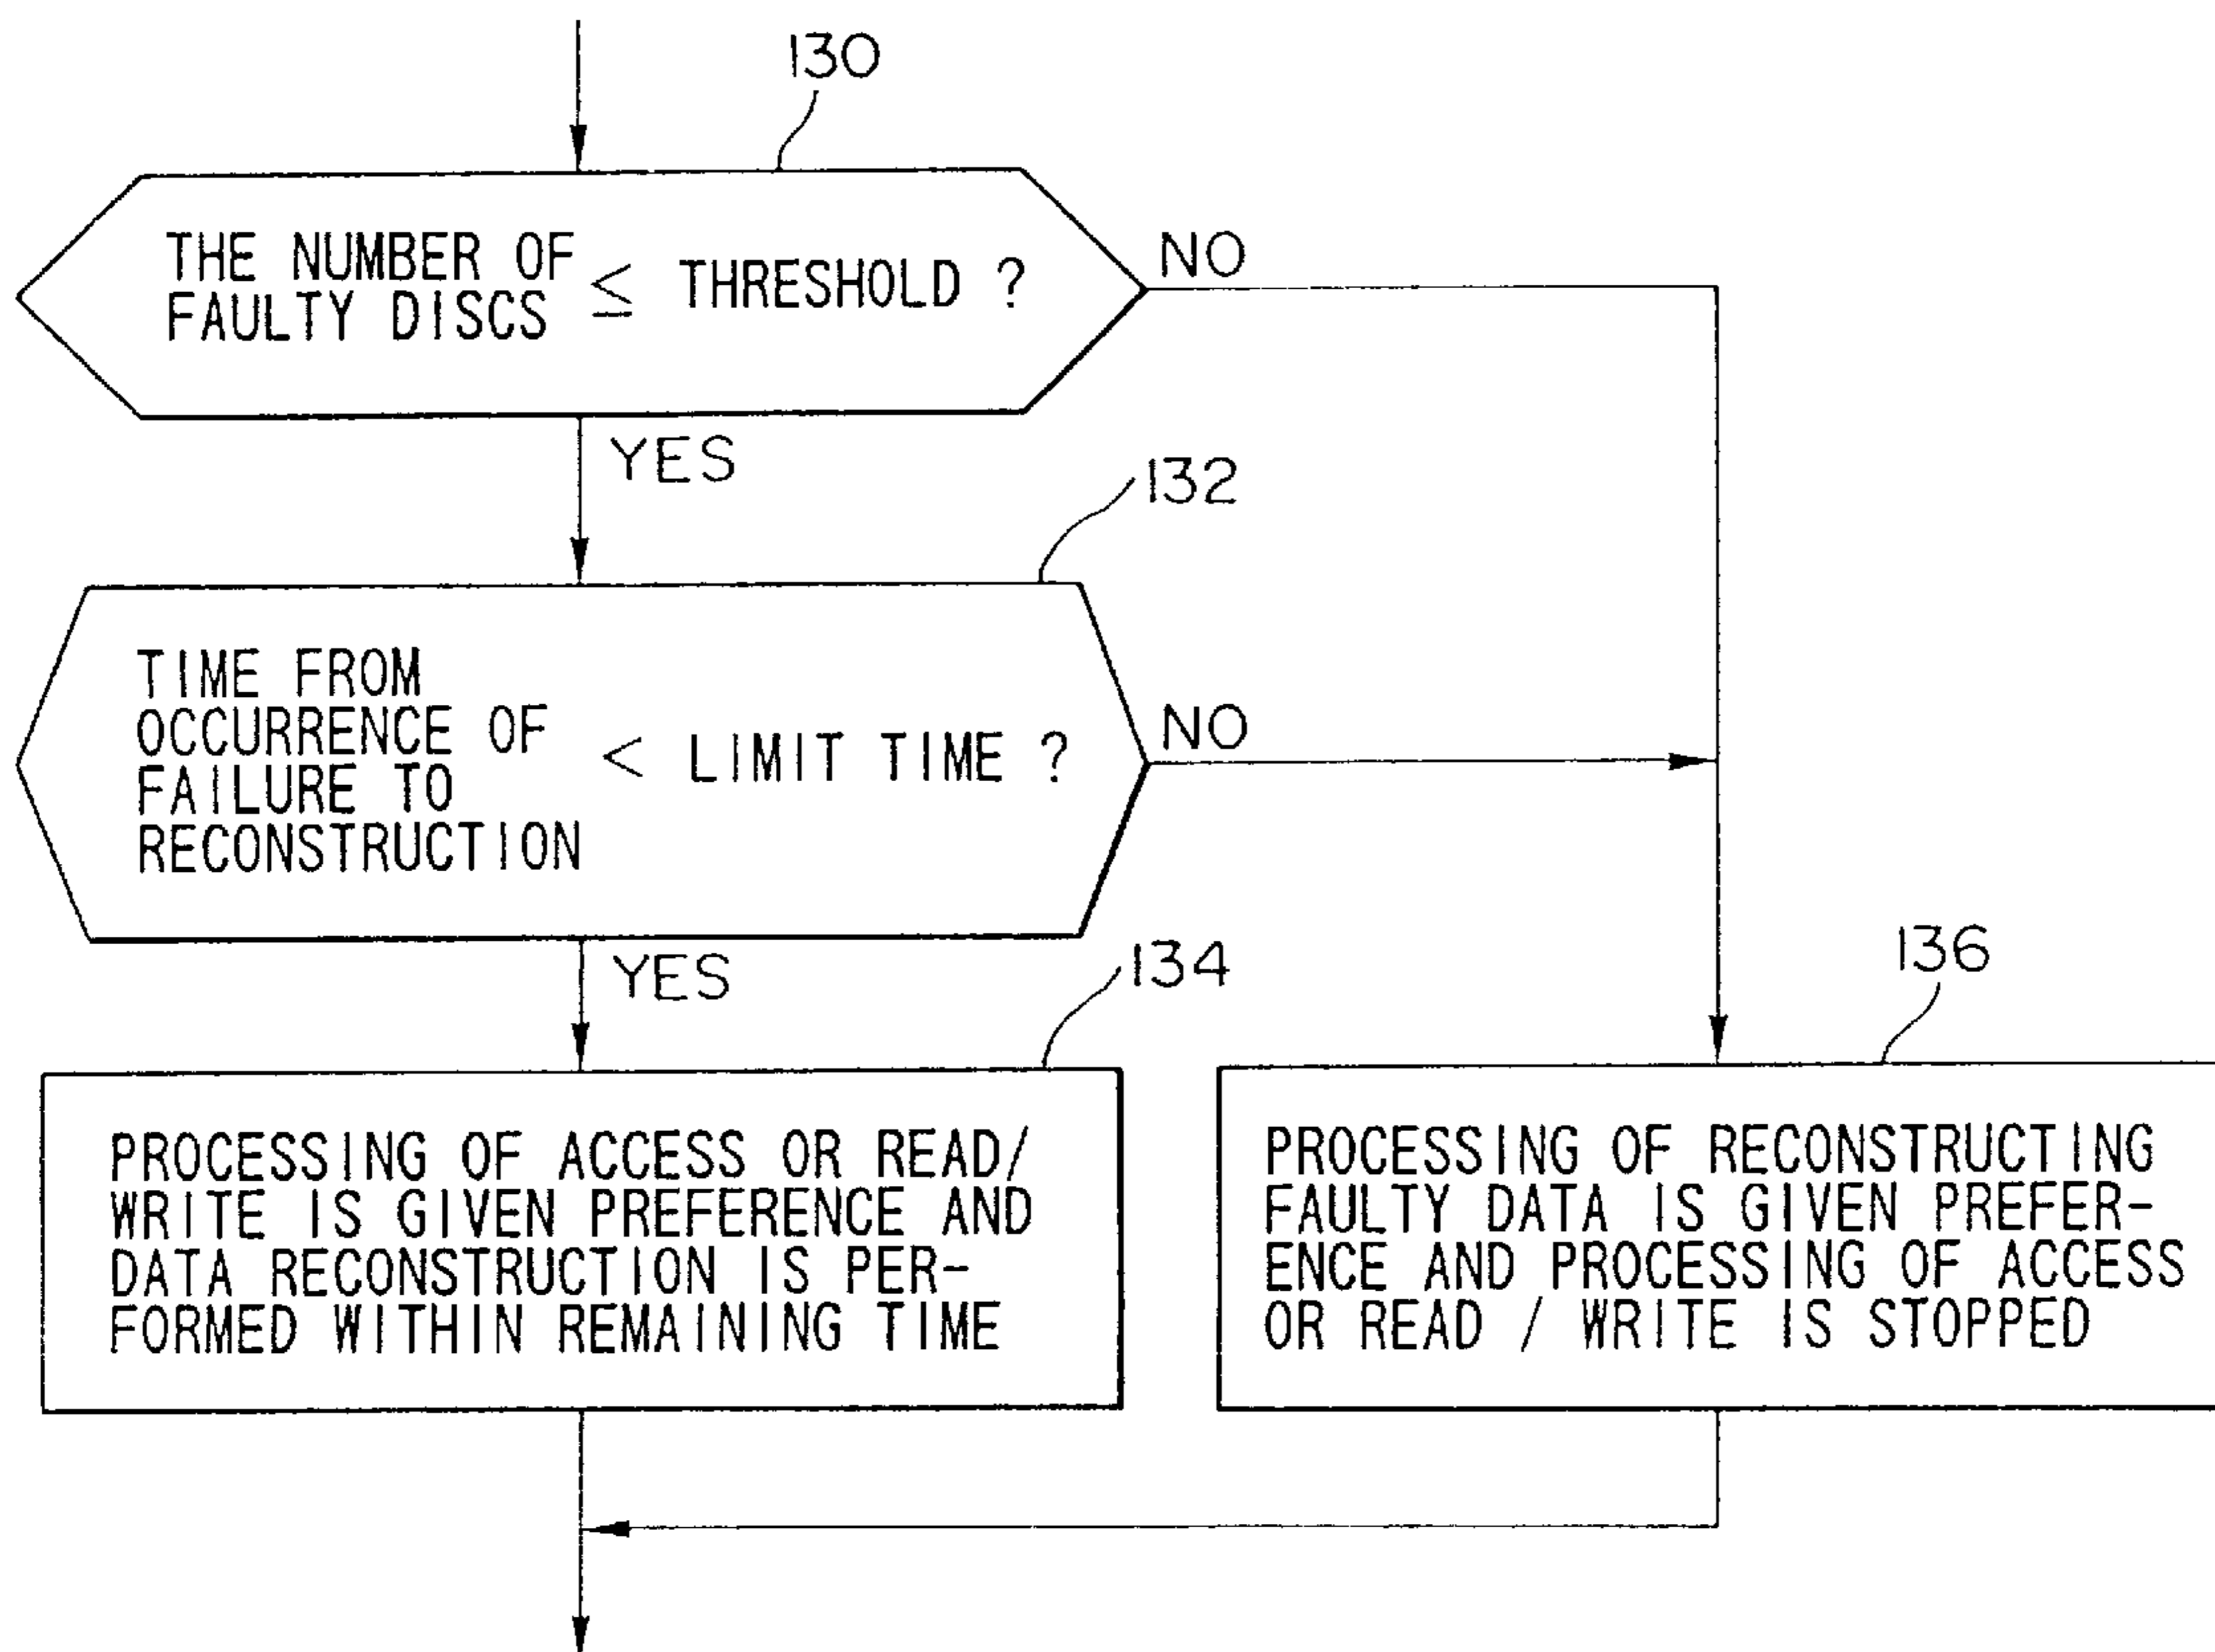 130
THE NUMBER OF
FAULTY DISCS ≤ THRESHOLD ?
NO
YES
132
TIME FROM
OCCURRENCE OF
FAILURE TO
RECONSTRUCTION
< LIMIT TIME ?
NO
YES
134
PROCESSING OF ACCESS OR READ/
WRITE IS GIVEN PREFERENCE AND
DATA RECONSTRUCTION IS PER-
FORMED WITHIN REMAINING TIME
136
PROCESSING OF RECONSTRUCTING
FAULTY DATA IS GIVEN PREFER-
ENCE AND PROCESSING OF ACCESS
OR READ / WRITE IS STOPPED